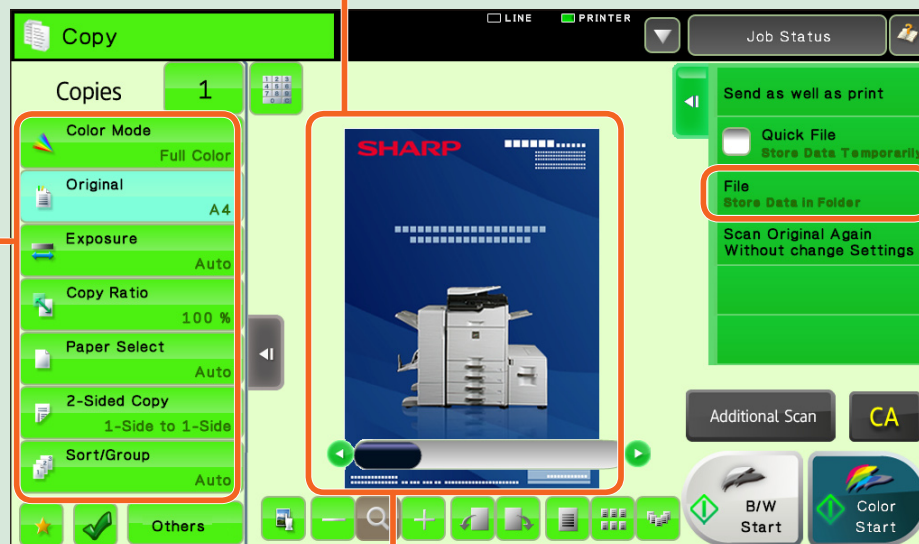 LINE PRINTER
Copy
Job Status
Copies 1
Color Mode
Full Color
Original
A4
Exposure
Auto
Copy Ratio
100 %
Paper Select
Auto
2-Sided Copy
1-Side to 1-Side
Sort/Group
Auto
Others
SHARP
Send as well as print
Quick File
Store Data Temporarily
File
Store Data in Folder
Scan Original Again
Without change Settings
Additional Scan
CA
B/W
Start
Color
Start